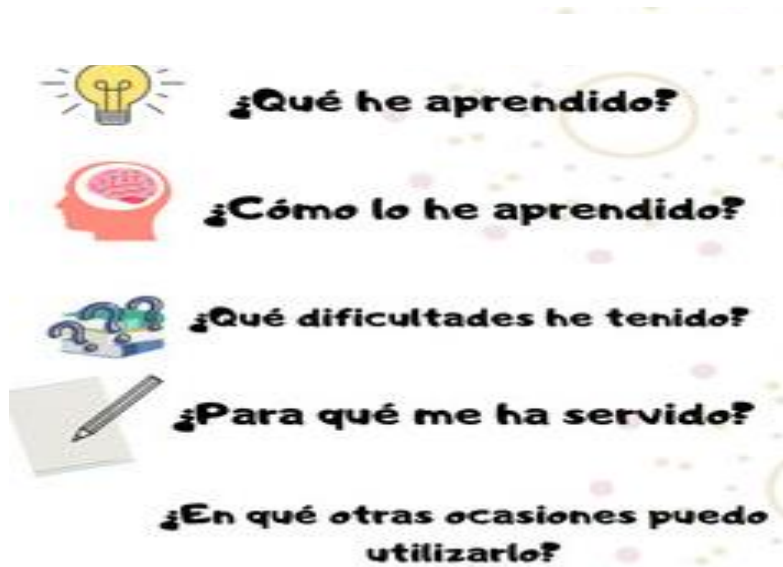 ¿Qué he aprendido?
¿Cómo lo he aprendido?
¿Qué dificultades he tenido?
¿Para qué me ha servido?
¿En qué otras ocasiones puedo
utilizarlo?